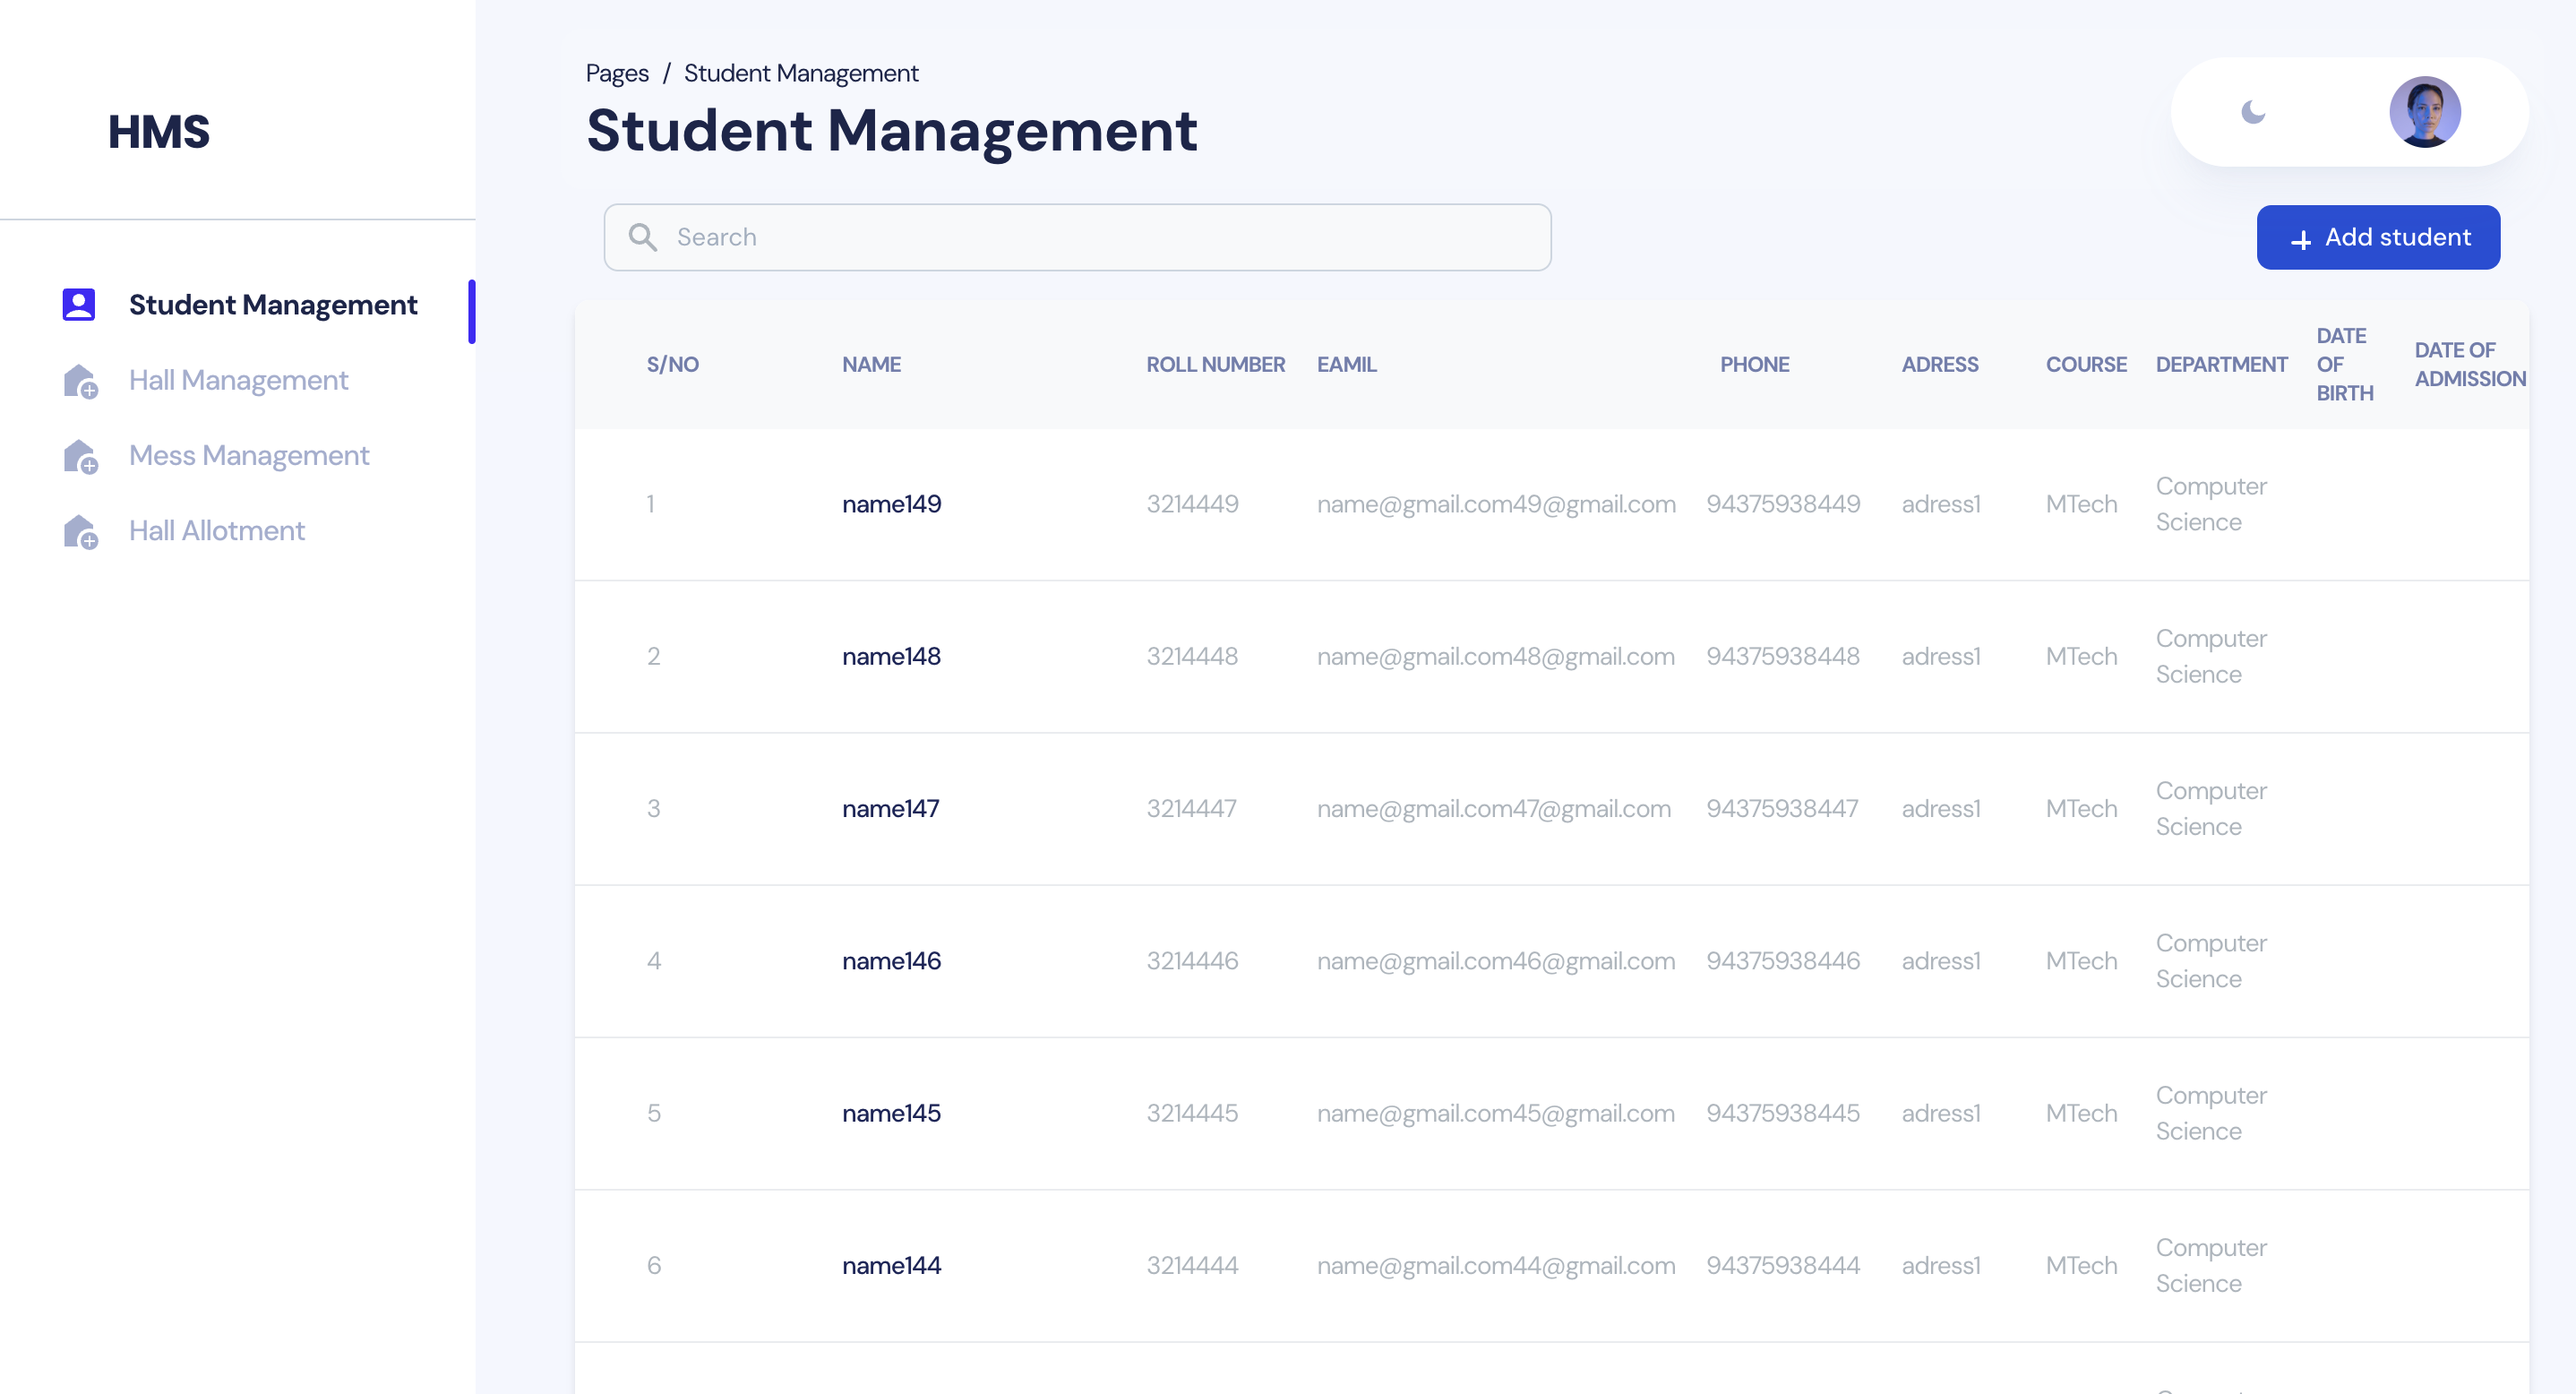 HMS
Student Management
Hall Management
Mess Management
Hall Allotment
Pages / Student Management
Student Management
Search
+ Add student
S/NO NAME ROLL NUMBER EAMIL PHONE ADRESS COURSE DEPARTMENT DATE OF BIRTH DATE OF ADMISSION
1 name149 3214449 name@gmail.com49@gmail.com 94375938449 adress1 MTech Computer Science
2 name148 3214448 name@gmail.com48@gmail.com 94375938448 adress1 MTech Computer Science
3 name147 3214447 name@gmail.com47@gmail.com 94375938447 adress1 MTech Computer Science
4 name146 3214446 name@gmail.com46@gmail.com 94375938446 adress1 MTech Computer Science
5 name145 3214445 name@gmail.com45@gmail.com 94375938445 adress1 MTech Computer Science
6 name144 3214444 name@gmail.com44@gmail.com 94375938444 adress1 MTech Computer Science